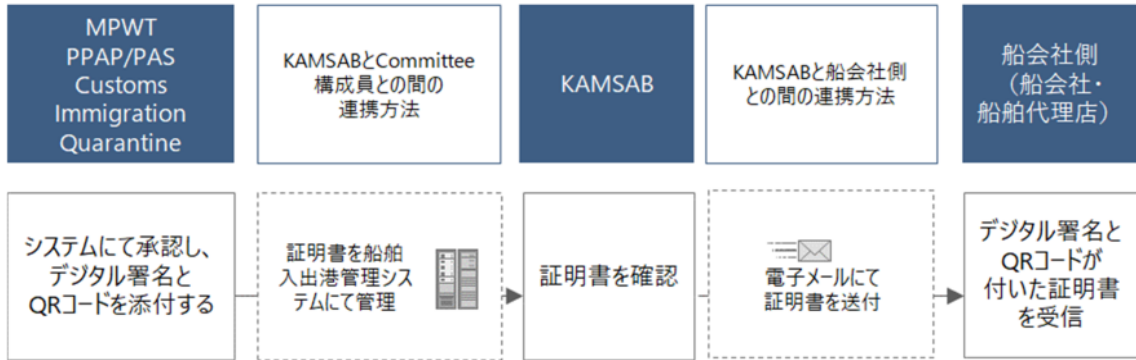 MPWT
PPAP/PAS
Customs
Immigration
Quarantine
KAMSABとCommittee
構成員との間の
連携方法
KAMSAB
KAMSABと船会社側
との間の連携方法
船会社側
（船会社・
船舶代理店）
システムにて承認し、
デジタル署名と
QRコードを添付する
証明書を船舶
入出港管理シス
テムにて管理
証明書を確認
電子メールにて
証明書を送付
デジタル署名と
QRコードが
付いた証明書
を受信